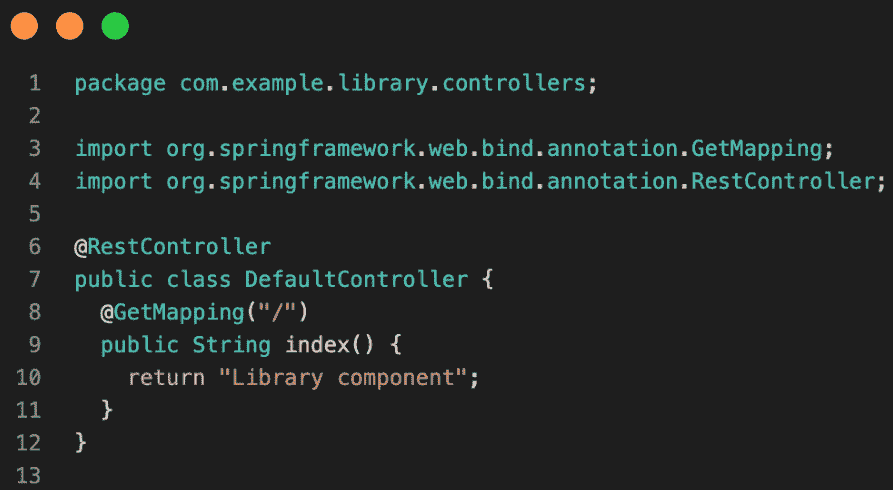 1 package com.example.library.controllers;
2
3 import org.springframework.web.bind.annotation.GetMapping;
4 import org.springframework.web.bind.annotation.RestController;
5
6 @RestController
7 public class DefaultController {
8   @GetMapping("/")
9   public String index() {
10     return "Library component";
11   }
12 }
13